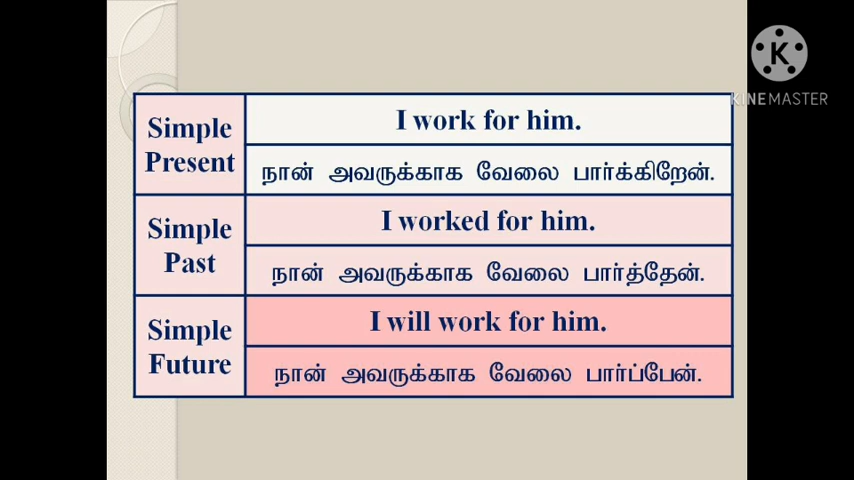 K
KINEMASTER
Simple
Present
I work for him.
நான் அவருக்காக வேலை பார்க்கிறேன்.
Simple
Past
I worked for him.
நான் அவருக்காக வேலை பார்த்தேன்.
Simple
Future
I will work for him.
நான் அவருக்காக வேலை பார்ப்பேன்.